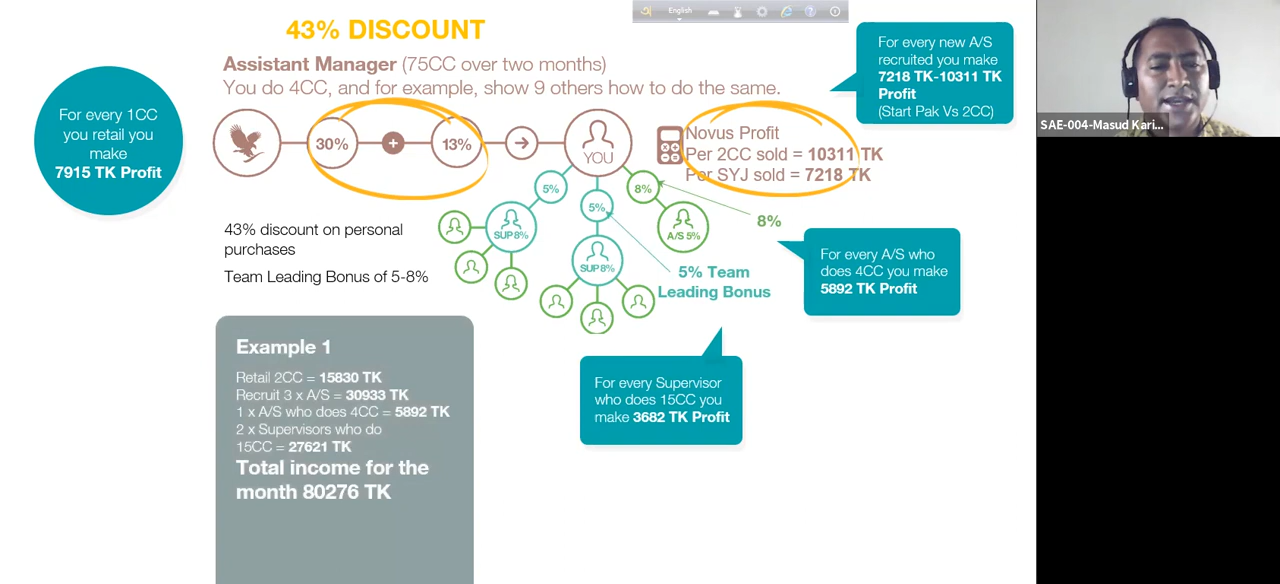 43% DISCOUNT
English
Assistant Manager (75CC over two months)
You do 4CC, and for example, show 9 others how to do the same.
For every 1CC
you retail you
make
7915 TK Profit
30%
13%
YOU
Novus Profit
Per 2CC sold = 10311 TK
Per SYJ sold = 7218 TK
For every new A/S
recruited you make
7218 TK-10311 TK
Profit
(Start Pak Vs 2CC)
SAE-004-Masud Kari...
5%
5%
8%
SUP 8%
SUP 8%
A/S 5%
8%
5% Team
Leading Bonus
43% discount on personal
purchases
Team Leading Bonus of 5-8%
For every A/S who
does 4CC you make
5892 TK Profit
For every Supervisor
who does 15CC you
make 3682 TK Profit
Example 1
Retail 2CC = 15830 TK
Recruit 3 x A/S = 30933 TK
1 x A/S who does 4CC = 5892 TK
2 x Supervisors who do
15CC = 27621 TK
Total income for the
month 80276 TK